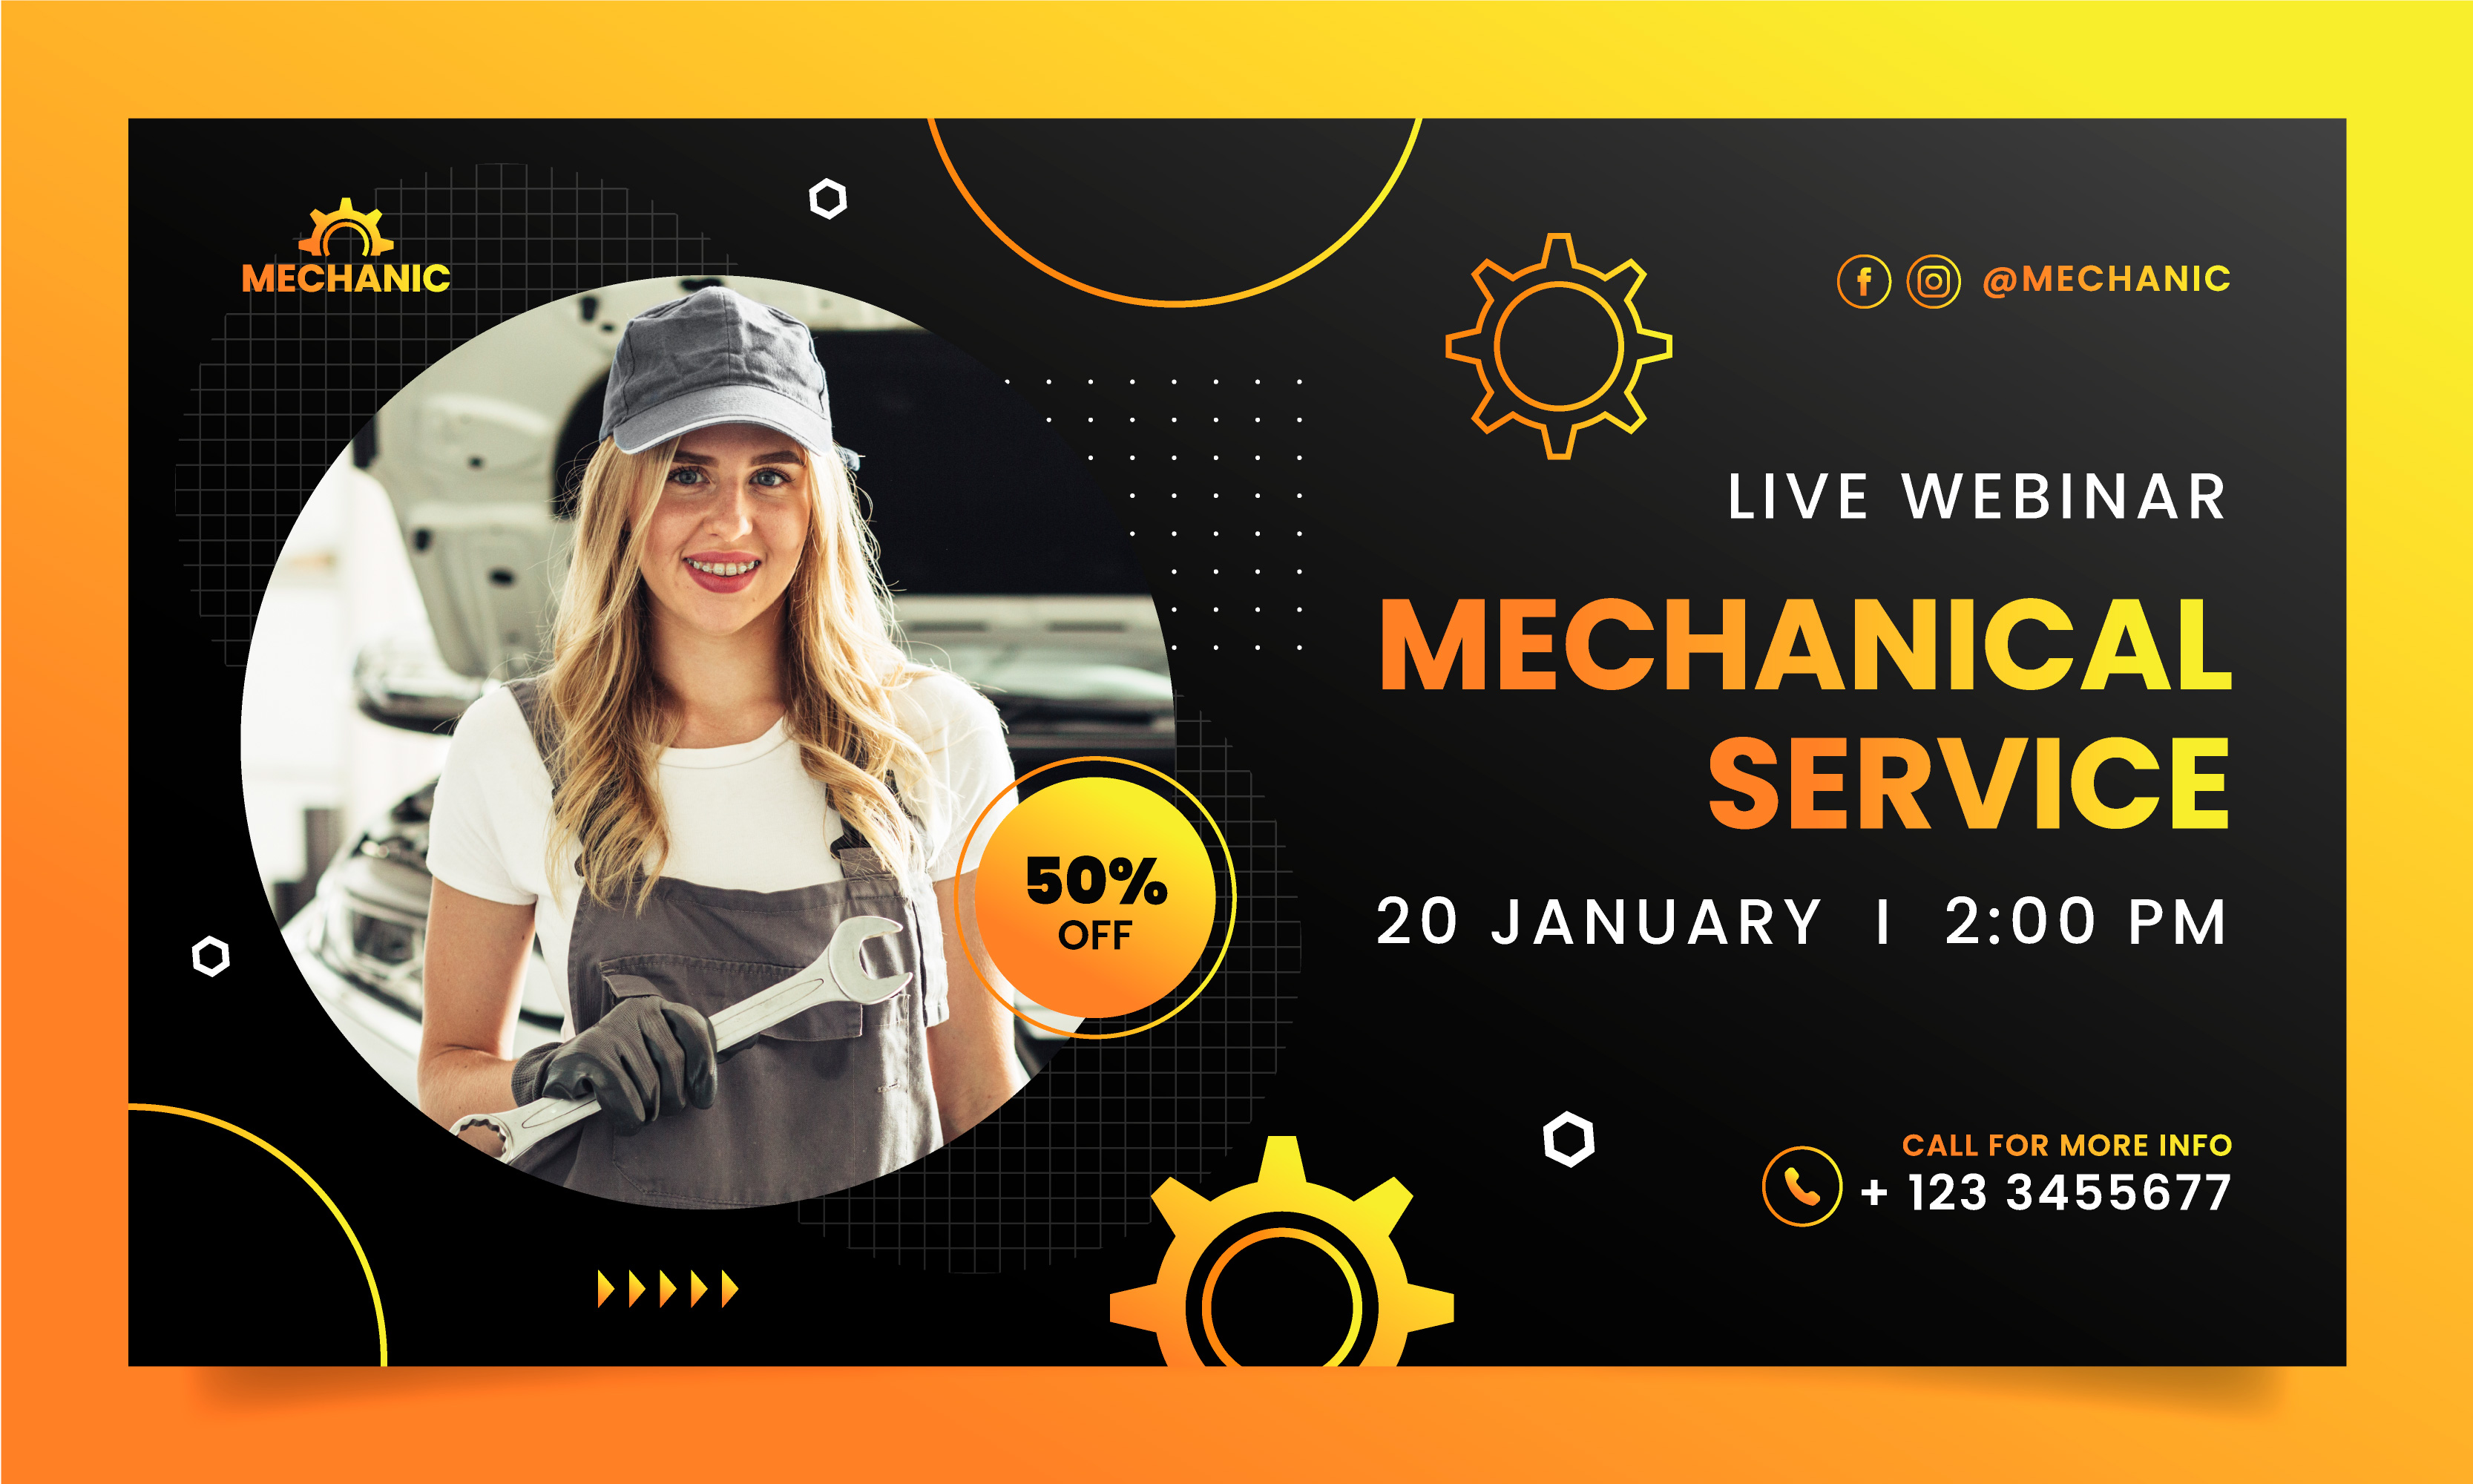 MECHANIC
@MECHANIC
LIVE WEBINAR
MECHANICAL
SERVICE
20 JANUARY | 2:00 PM
50%
OFF
CALL FOR MORE INFO
+ 123 3455677